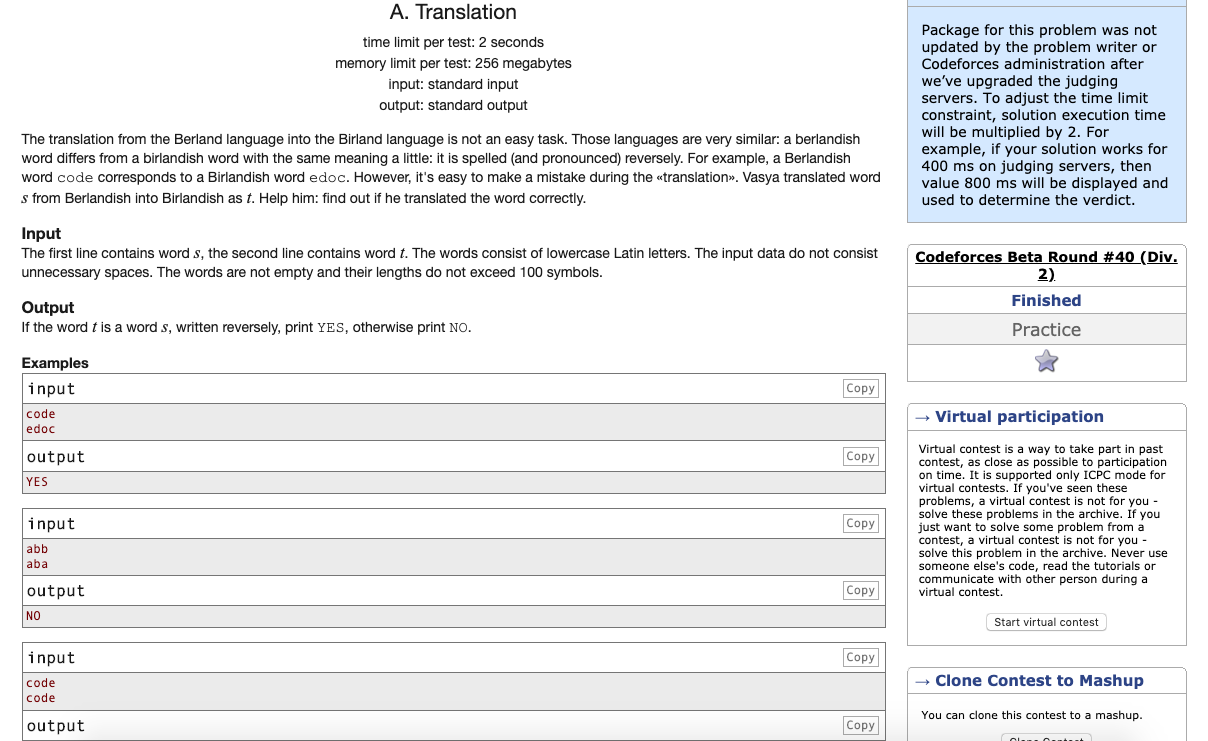 A. Translation
time limit per test: 2 seconds
memory limit per test: 256 megabytes
input: standard input
output: standard output
The translation from the Berland language into the Birland language is not an easy task. Those languages are very similar: a berlandish
word differs from a birlandish word with the same meaning a little: it is spelled (and pronounced) reversely. For example, a Berlandish
word code corresponds to a Birlandish word edoc. However, it's easy to make a mistake during the «translation». Vasya translated word
s from Berlandish into Birlandish as t. Help him: find out if he translated the word correctly.
Input
The first line contains word s, the second line contains word t. The words consist of lowercase Latin letters. The input data do not consist
unnecessary spaces. The words are not empty and their lengths do not exceed 100 symbols.
Output
If the word t is a word s, written reversely, print YES, otherwise print NO.
Examples
input
Copy
code
edoc
output
Copy
YES
input
Copy
abb
aba
output
Copy
NO
input
Copy
code
code
output
Copy
Package for this problem was not
updated by the problem writer or
Codeforces administration after
we've upgraded the judging
servers. To adjust the time limit
constraint, solution execution time
will be multiplied by 2. For
example, if your solution works for
400 ms on judging servers, then
value 800 ms will be displayed and
used to determine the verdict.
Codeforces Beta Round #40 (Div.
2)
Finished
Practice
→ Virtual participation
Virtual contest is a way to take part in past
contest, as close as possible to participation
on time. It is supported only ICPC mode for
virtual contests. If you've seen these
problems, a virtual contest is not for you -
solve these problems in the archive. If you
just want to solve some problem from a
contest, a virtual contest is not for you -
solve this problem in the archive. Never use
someone else's code, read the tutorials or
communicate with other person during a
virtual contest.
Start virtual contest
→ Clone Contest to Mashup
You can clone this contest to a mashup.
Clone Contest